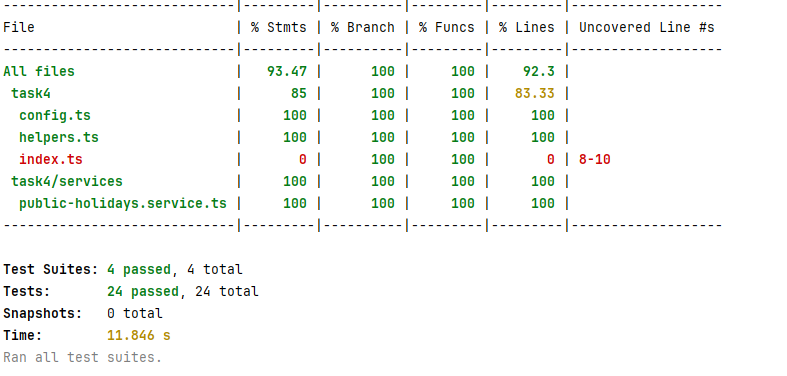 -----------------------------|---------|----------|---------|---------|-------------------
File                         | % Stmts | % Branch | % Funcs | % Lines | Uncovered Line #s
-----------------------------|---------|----------|---------|---------|-------------------
All files                    |   93.47 |      100 |     100 |    92.3 |
 task4                       |      85 |      100 |     100 |   83.33 |
  config.ts                  |     100 |      100 |     100 |     100 |
  helpers.ts                 |     100 |      100 |     100 |     100 |
  index.ts                   |       0 |      100 |     100 |       0 | 8-10
 task4/services              |     100 |      100 |     100 |     100 |
  public-holidays.service.ts |     100 |      100 |     100 |     100 |
-----------------------------|---------|----------|---------|---------|-------------------
Test Suites: 4 passed, 4 total
Tests:       24 passed, 24 total
Snapshots:   0 total
Time:        11.846 s
Ran all test suites.